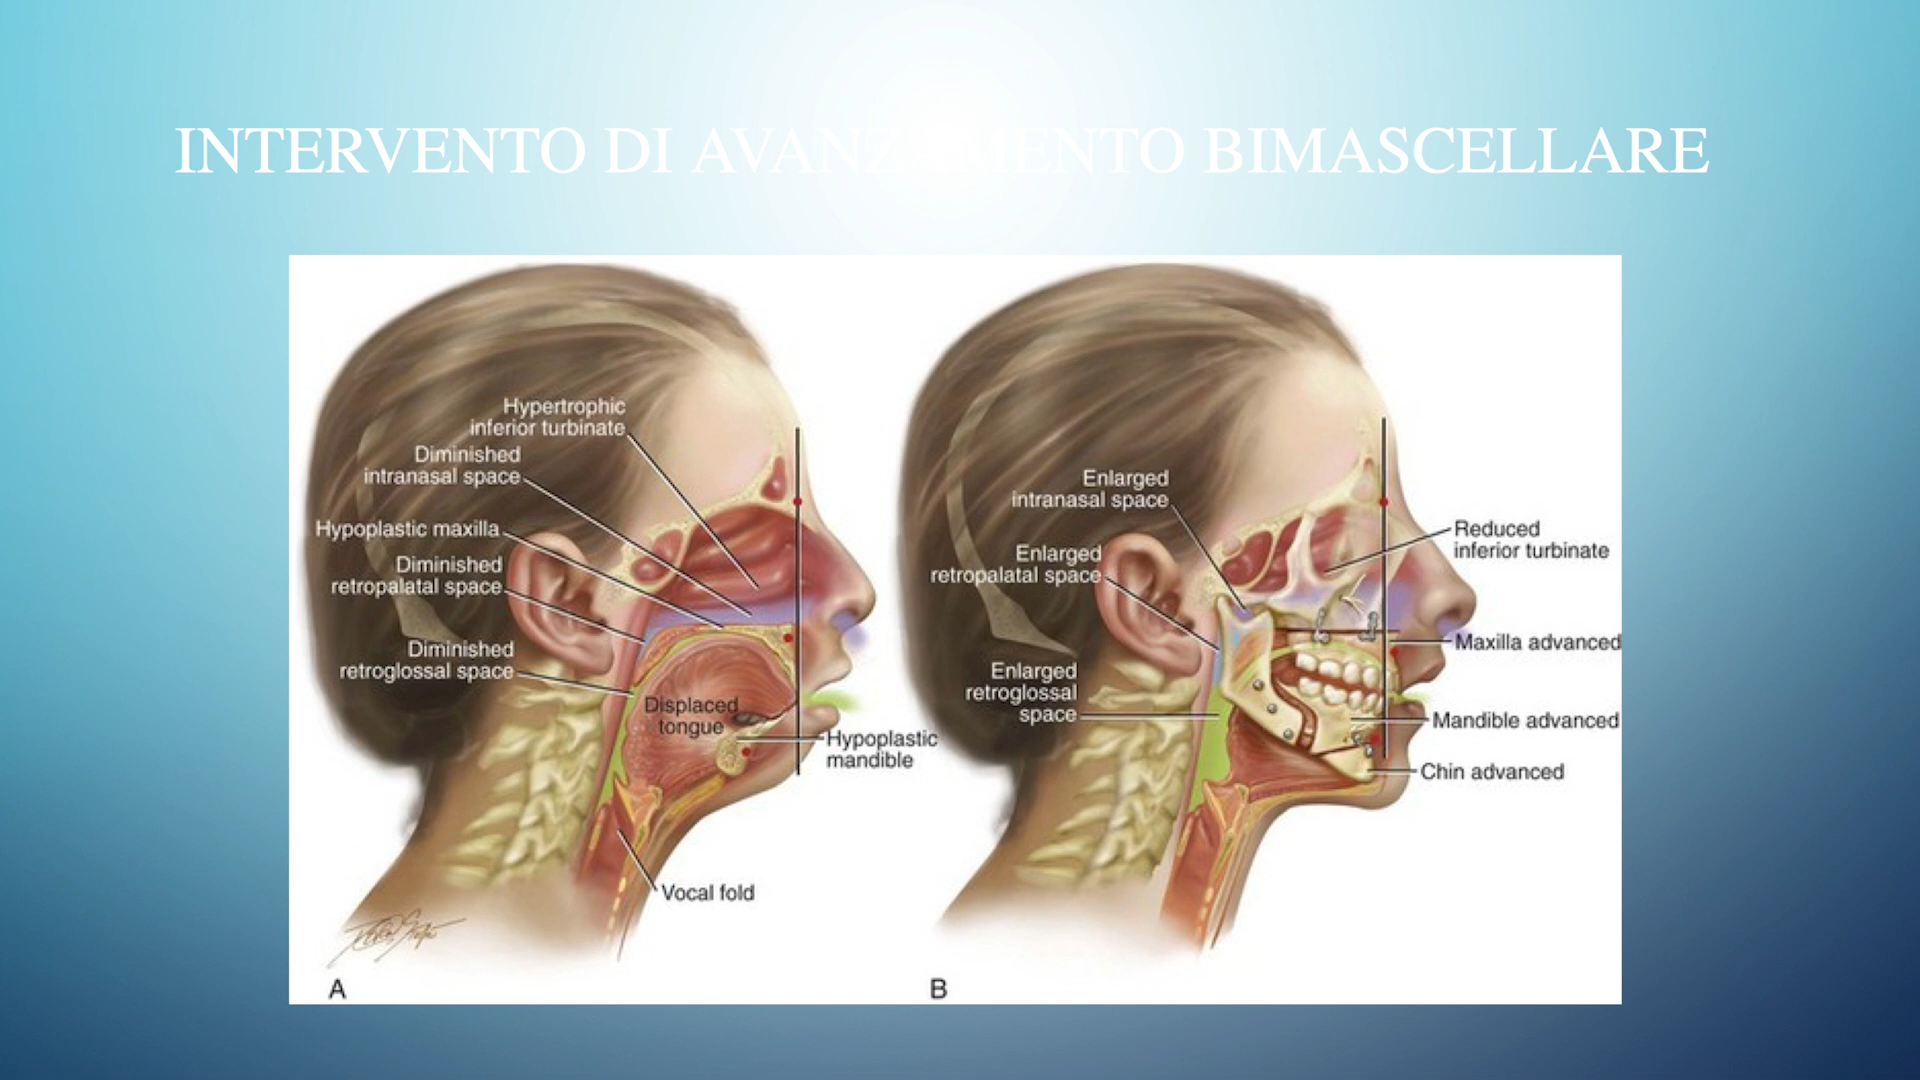 INTERVENTO DI AVANZAMENTO BIMASCELLARE
Hypertrophic
inferior turbinate
Diminished
intranasal space
Hypoplastic maxilla
Diminished
retropalatal space
Diminished
retroglossal space
Displaced
tongue
Hypoplastic
mandible
Vocal fold
A
Enlarged
intranasal space
Enlarged
retropalatal space
Enlarged
retroglossal
space
Reduced
inferior turbinate
Maxilla advanced
Mandible advanced
Chin advanced
B